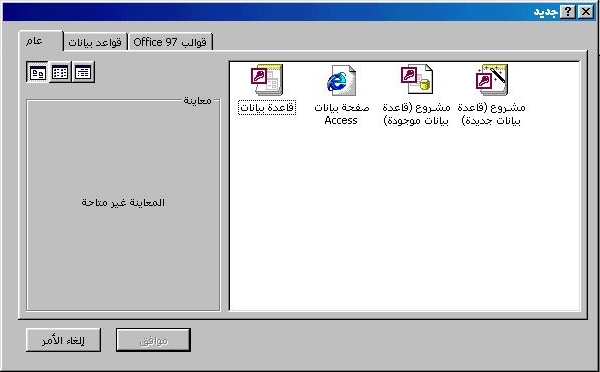 جديد
عام
قواعد بيانات
قوالب Office 97
معاينة
المعاينة غير متاحة
قاعدة بيانات
صفحة بيانات
Access
مشروع (قاعدة
بيانات موجودة)
مشروع (قاعدة
بيانات جديدة)
إلغاء الأمر
موافق